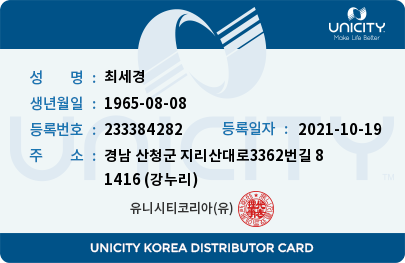 UNICITY
Make Life Better
성 명 : 최세경
생년월일 : 1965-08-08
등록번호 : 233384282 등록일자 : 2021-10-19
주 소 : 경남 산청군 지리산대로3362번길 8
1416 (강누리)
UNICITY
TM
유니시티코리아(유)
UNICITY KOREA DISTRIBUTOR CARD